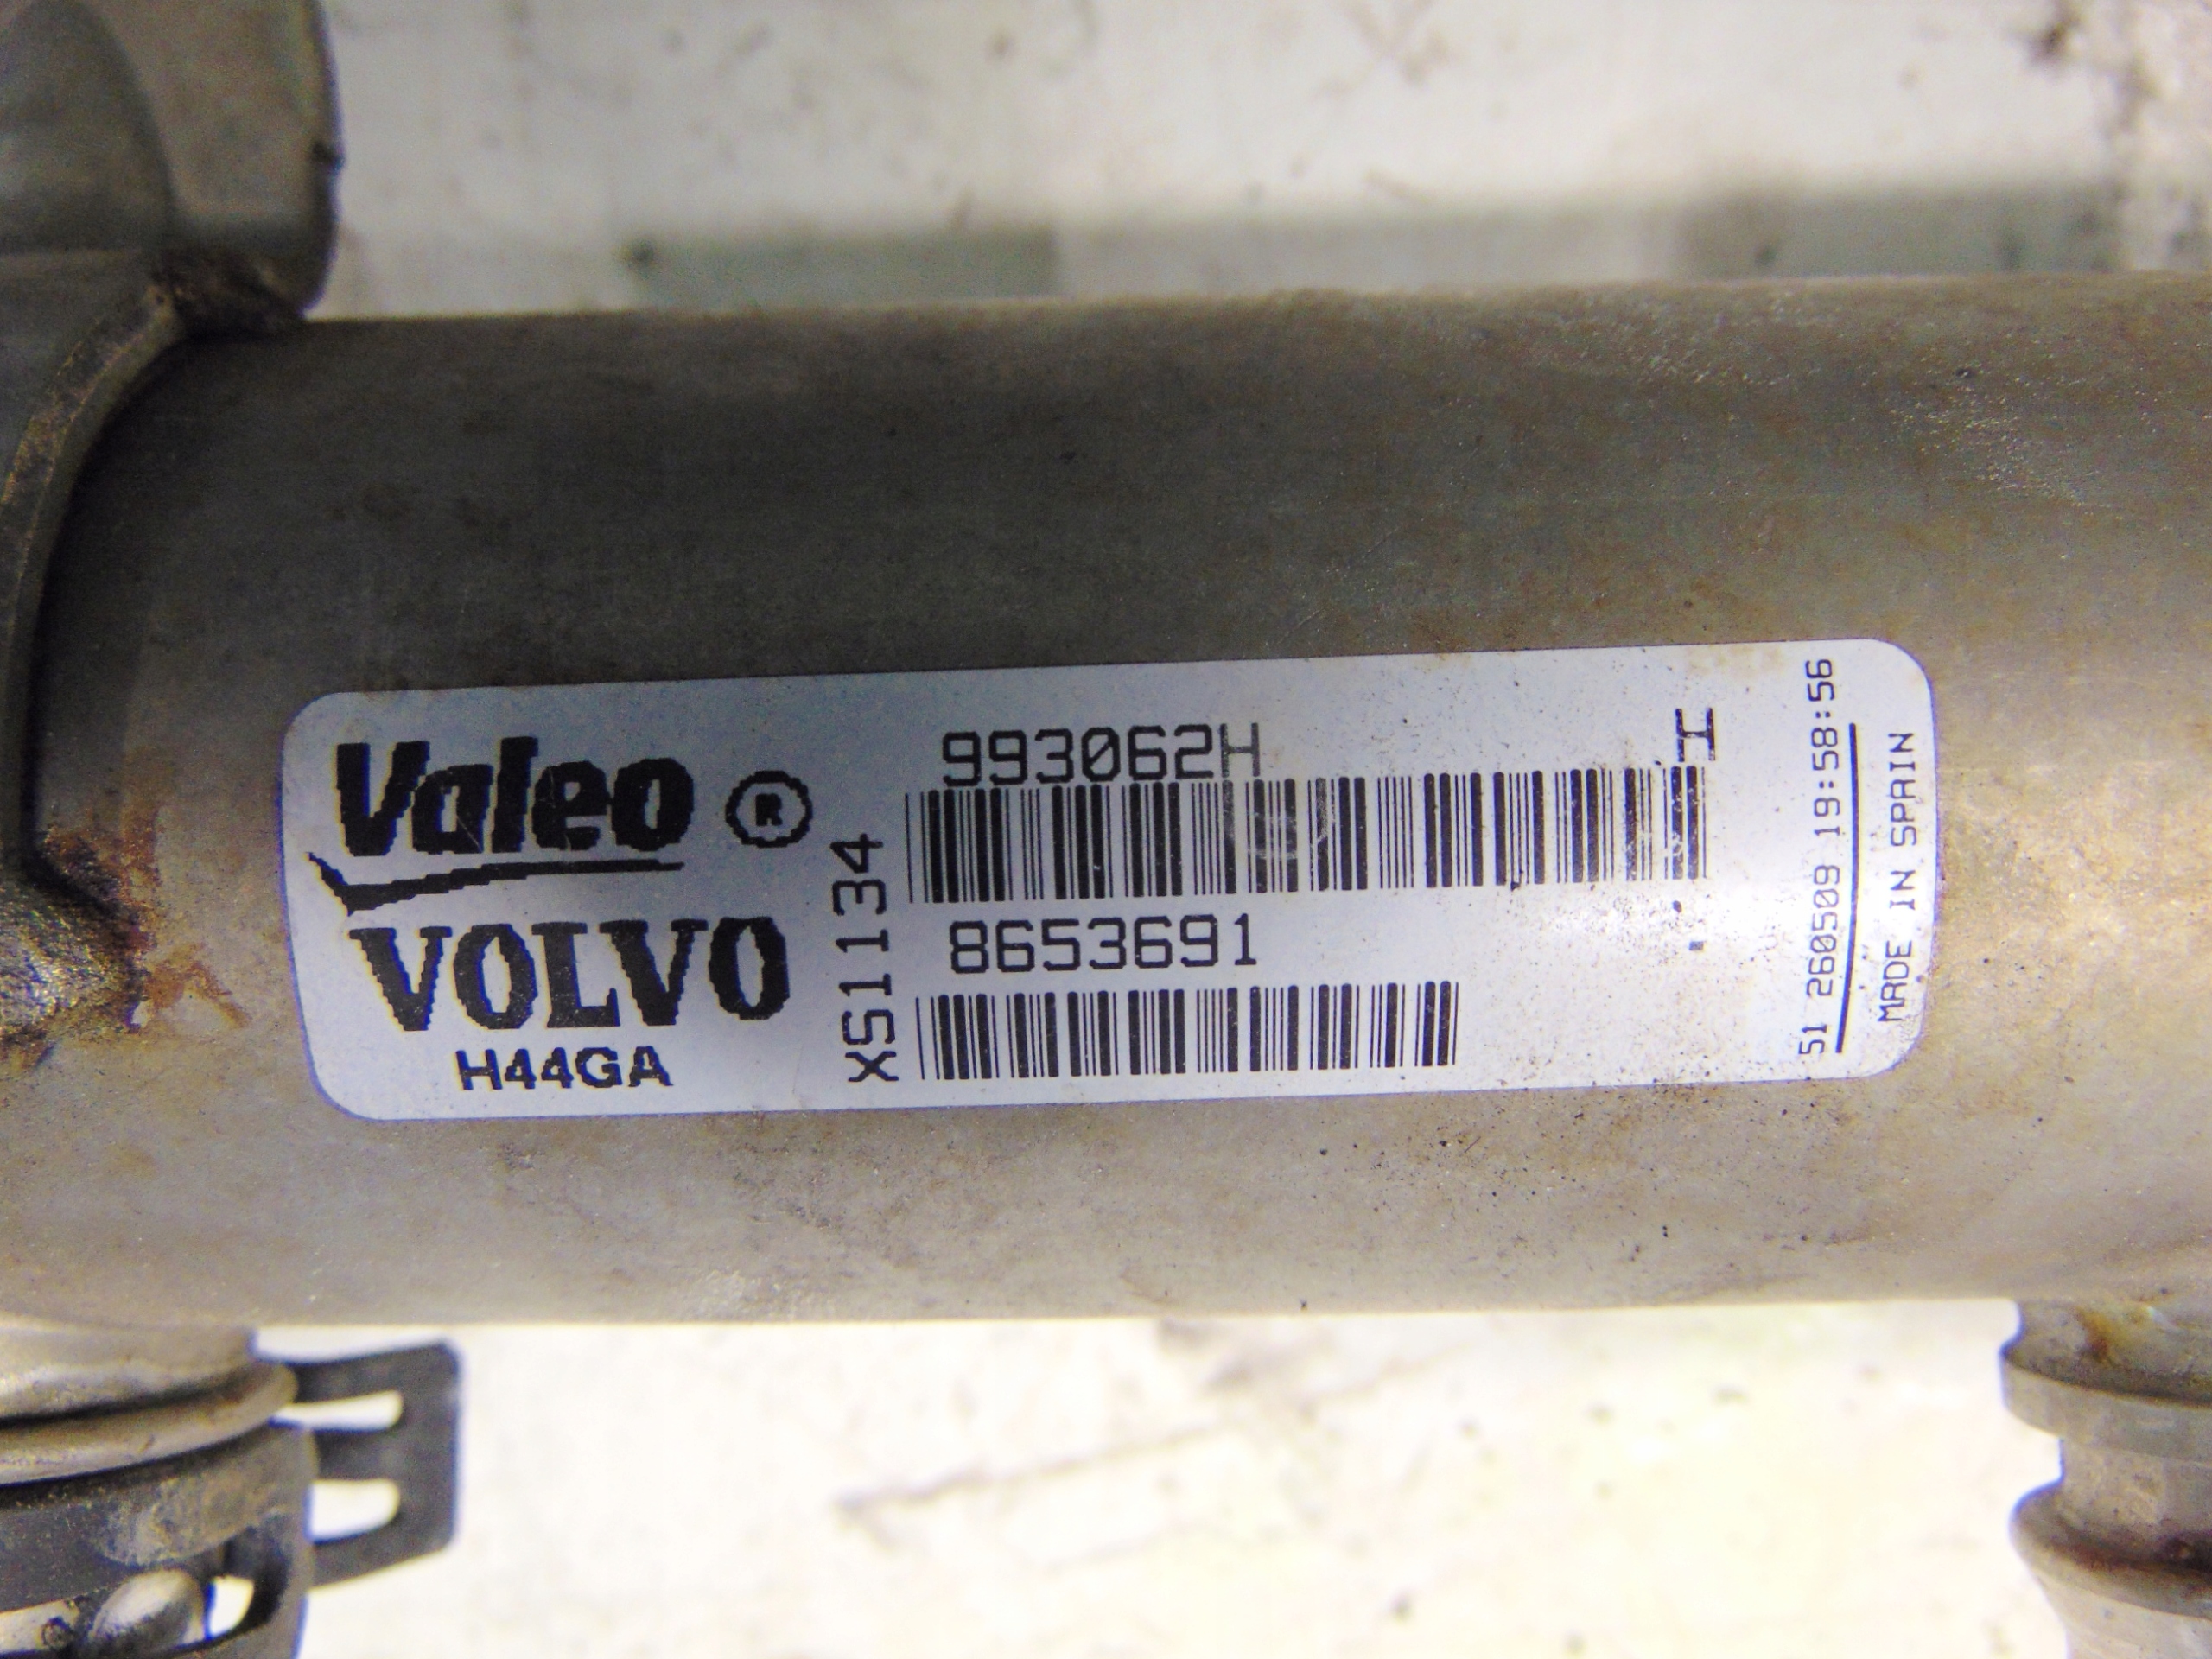 Valeo ®
VOLVO
H44GA
XS1134
993062H
H
8653691
51 260509 19:58:56
MADE IN SPAIN